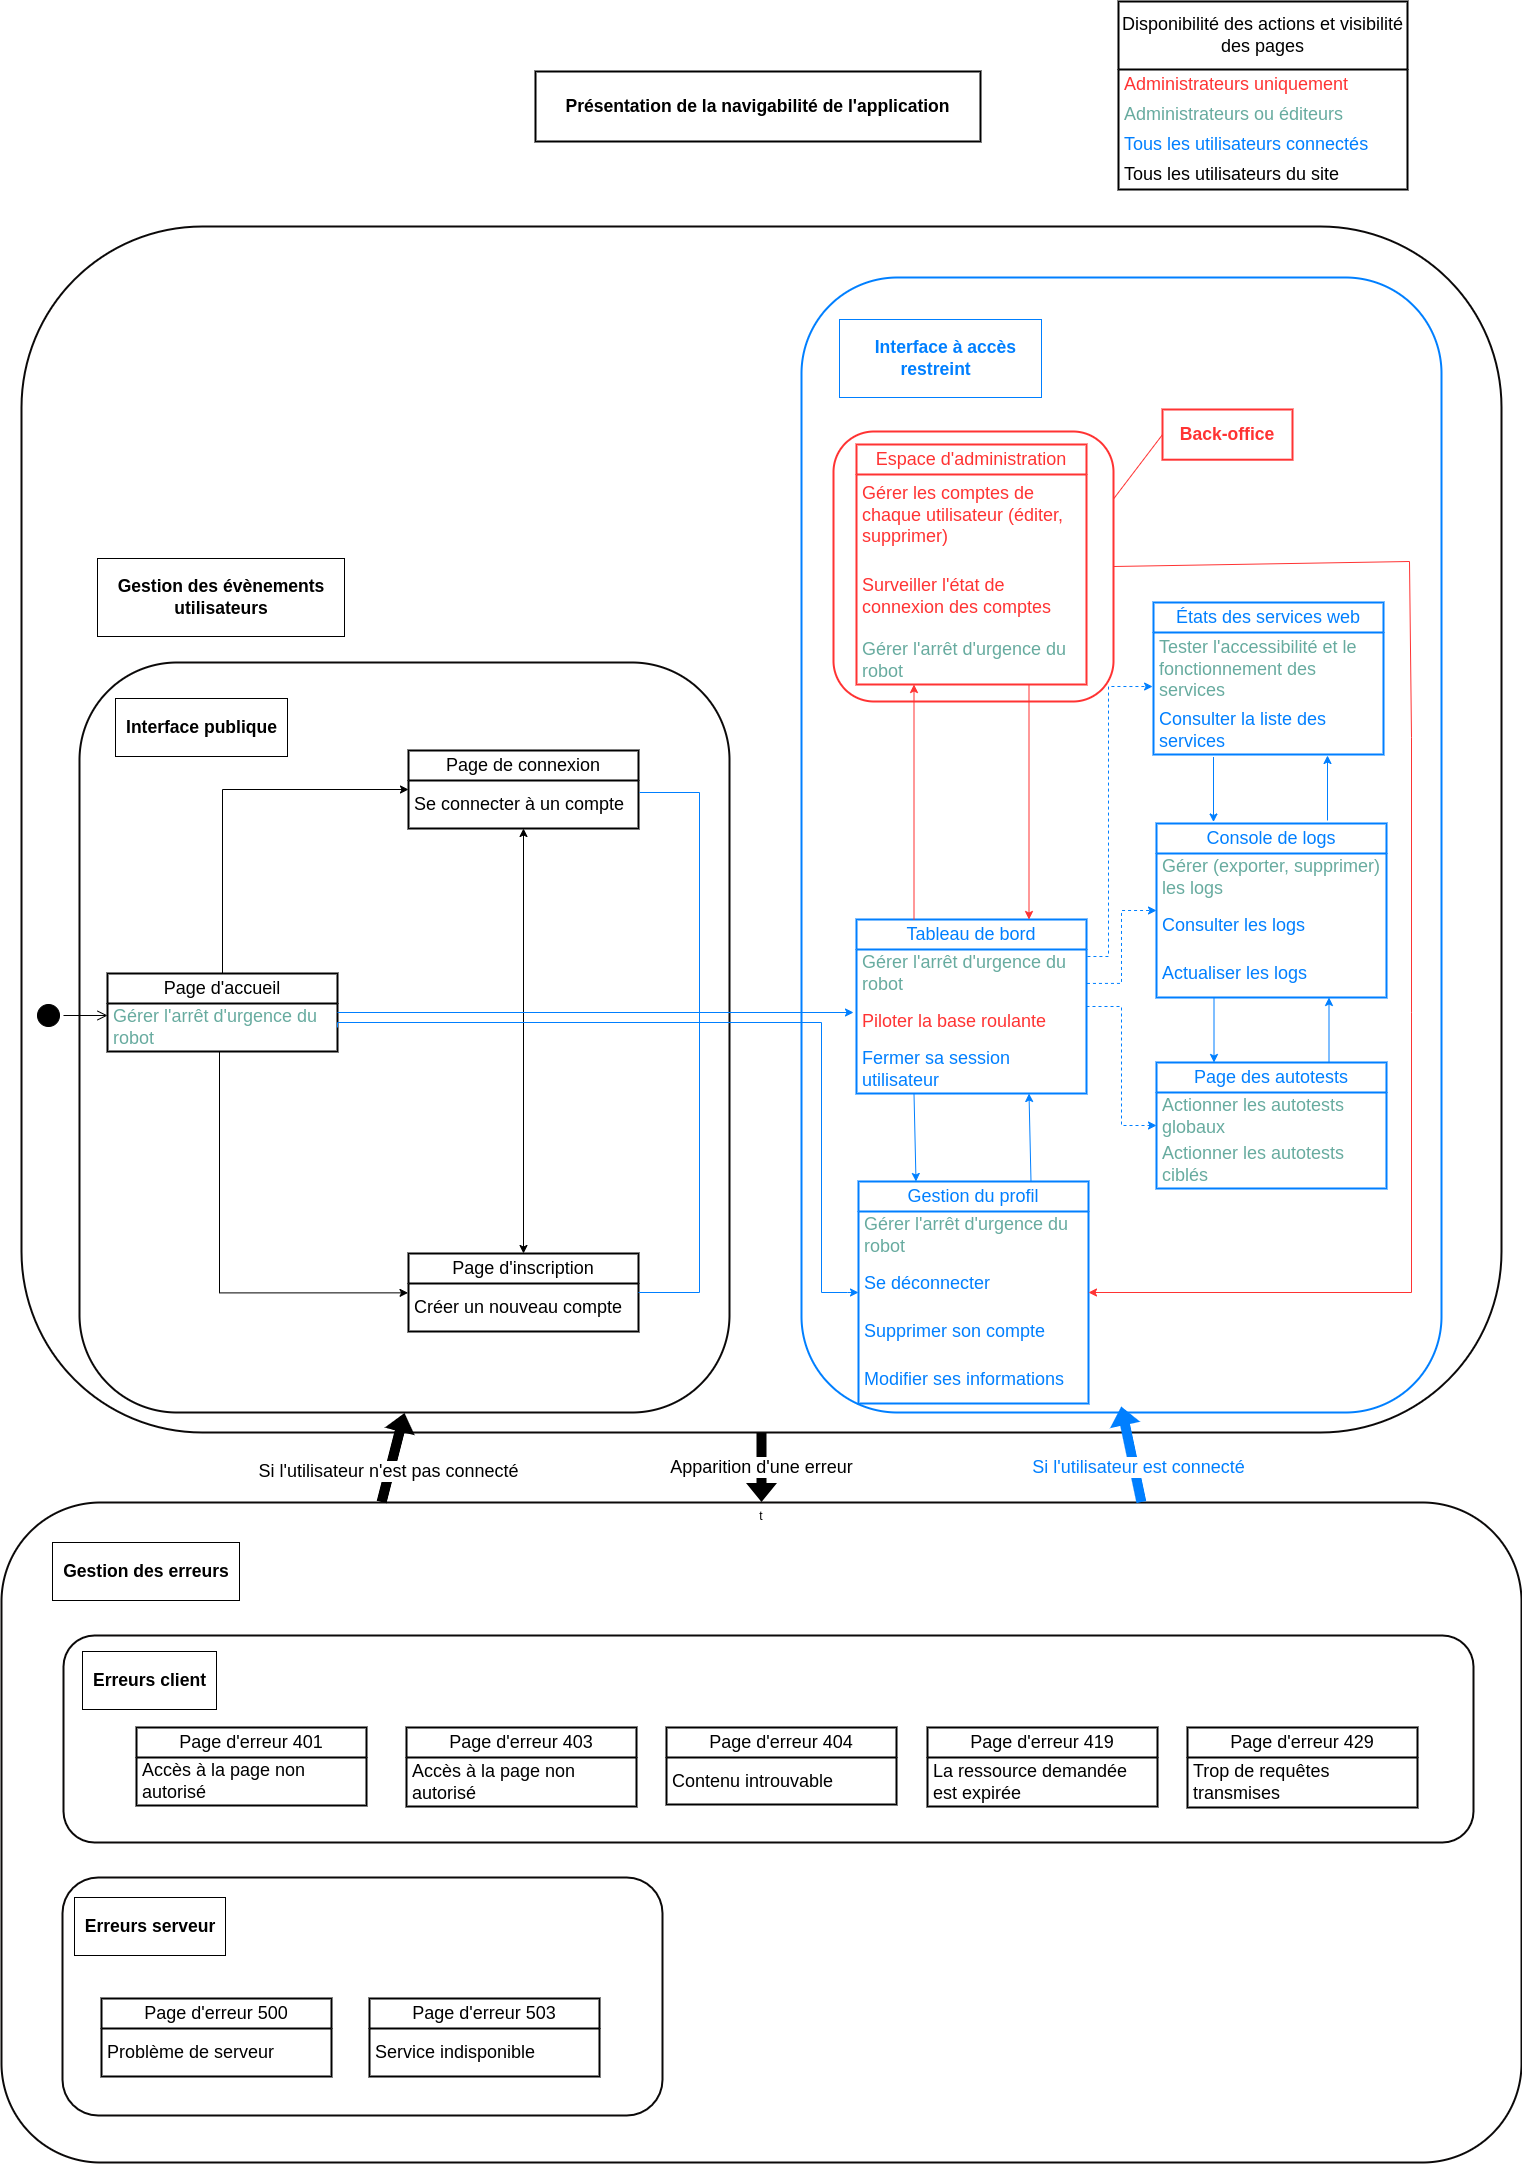 Disponibilité des actions et visibilité
des pages
Administrateurs uniquement
Administrateurs ou éditeurs
Tous les utilisateurs connectés
Tous les utilisateurs du site
Présentation de la navigabilité de l'application
Interface à accès
restreint
Back-office
Espace d'administration
Gérer les comptes de
chaque utilisateur (éditer,
supprimer)
Surveiller l'état de
connexion des comptes
Gérer l'arrêt d'urgence du
robot
Gestion des évènements
utilisateurs
États des services web
Tester l'accessibilité et le
fonctionnement des
services
Consulter la liste des
services
Interface publique
Page de connexion
Se connecter à un compte
Console de logs
Gérer (exporter, supprimer)
les logs
Consulter les logs
Actualiser les logs
Tableau de bord
Gérer l'arrêt d'urgence du
robot
Piloter la base roulante
Fermer sa session
utilisateur
Page d'accueil
Gérer l'arrêt d'urgence du
robot
Page des autotests
Actionner les autotests
globaux
Actionner les autotests
ciblés
Gestion du profil
Gérer l'arrêt d'urgence du
robot
Se déconnecter
Supprimer son compte
Modifier ses informations
Page d'inscription
Créer un nouveau compte
Si l'utilisateur n'est pas connecté
Apparition d'une erreur
Si l'utilisateur est connecté
t
Gestion des erreurs
Erreurs client
Page d'erreur 401
Accès à la page non
autorisé
Page d'erreur 403
Accès à la page non
autorisé
Page d'erreur 404
Contenu introuvable
Page d'erreur 419
La ressource demandée
est expirée
Page d'erreur 429
Trop de requêtes
transmises
Erreurs serveur
Page d'erreur 500
Problème de serveur
Page d'erreur 503
Service indisponible